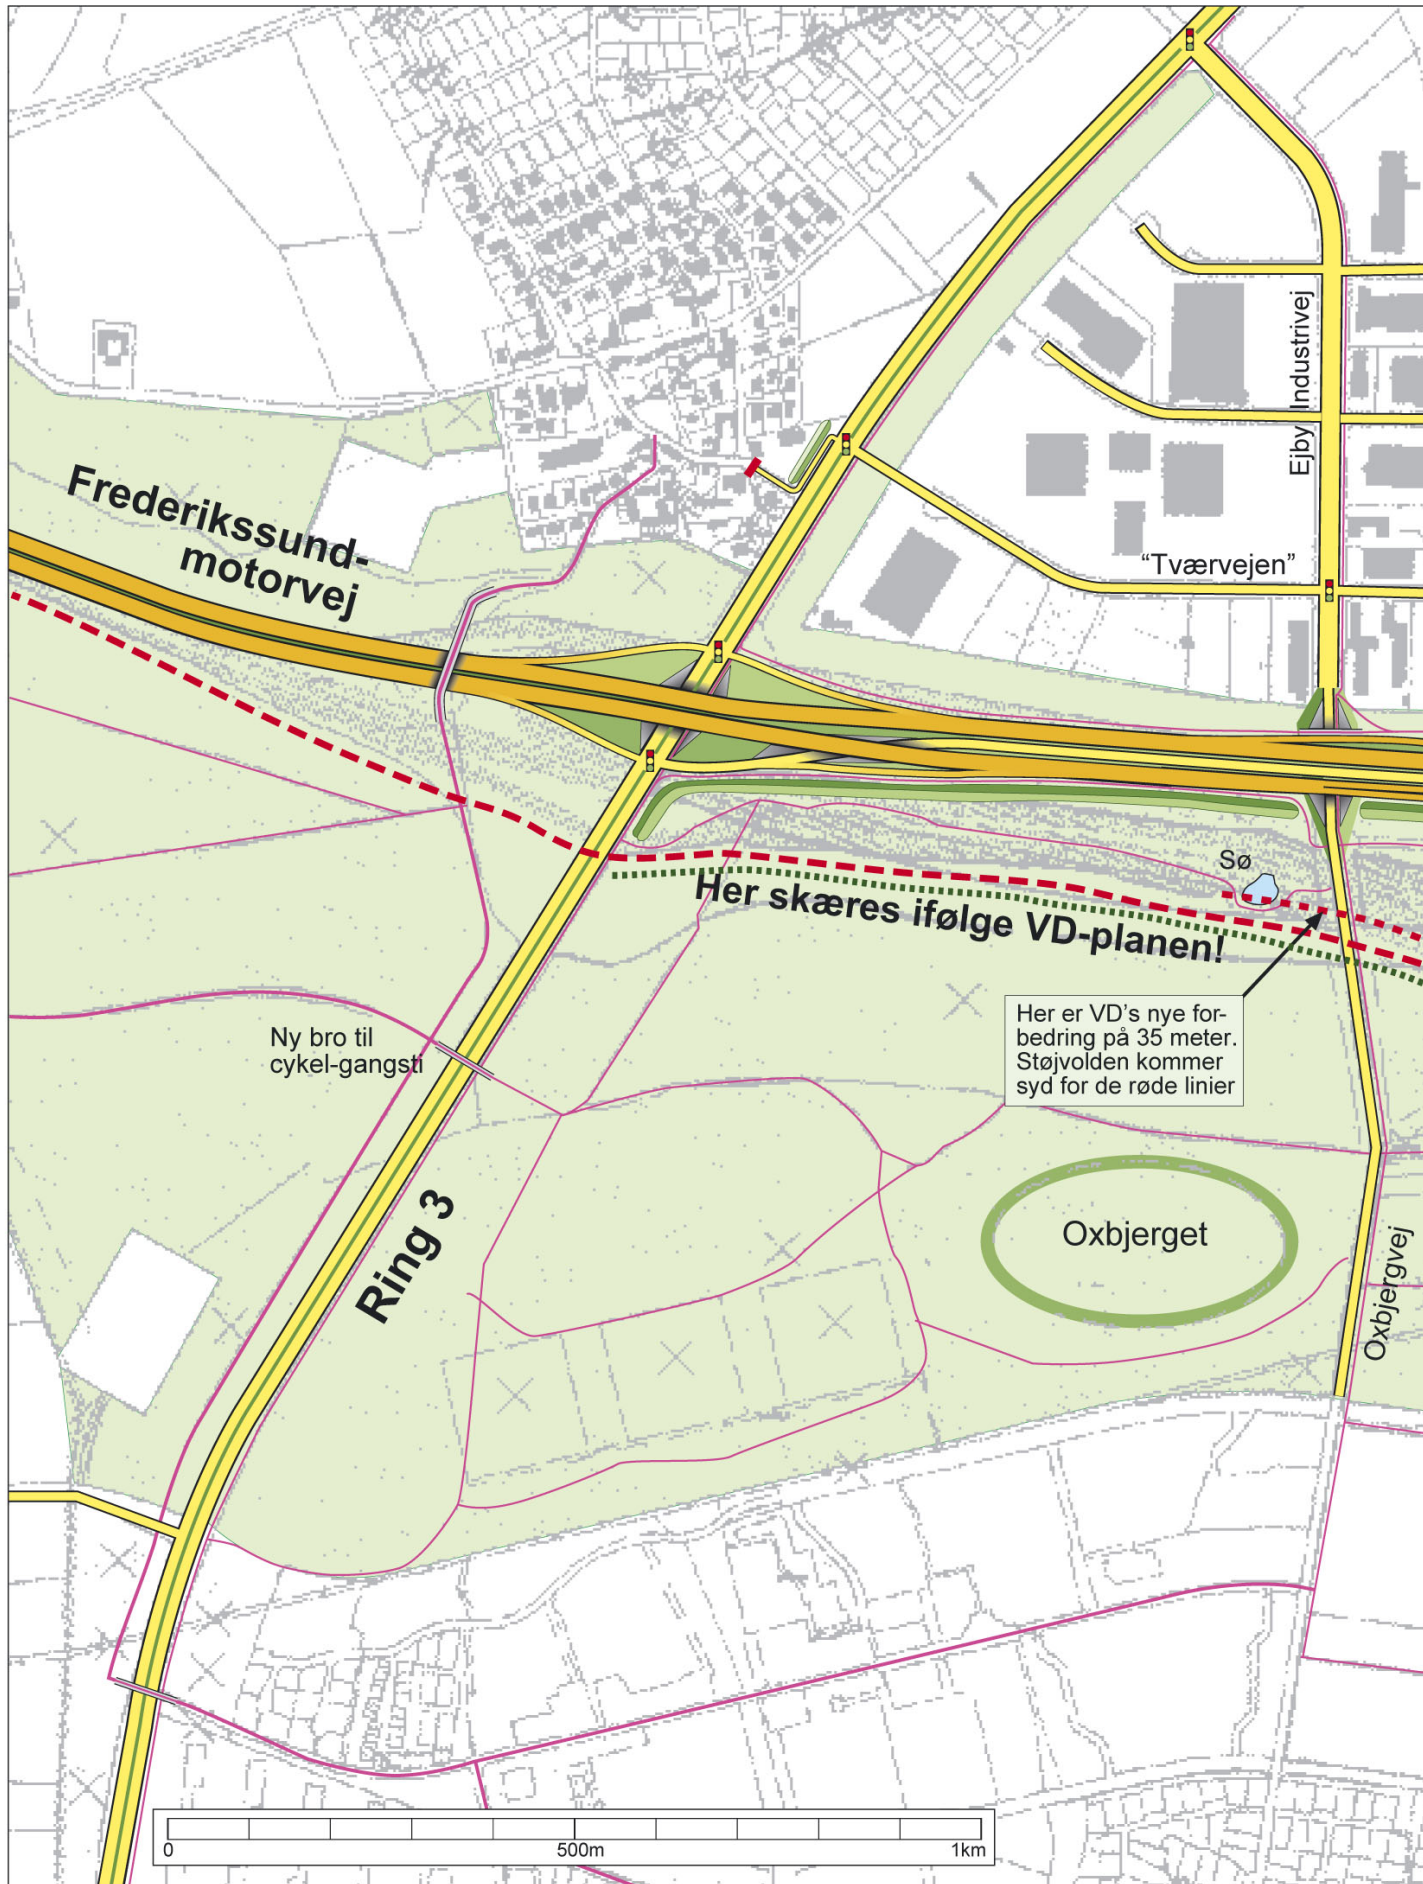 Ejby Industrivej
Frederikssund-
motorvej
“Tværvejen”
Sø
Her skæres ifølge VD-planen!
Her er VD’s nye for-
bedring på 35 meter.
Støjvolden kommer
syd for de røde linier
Ny bro til
cykel-gangsti
Ring 3
Oxbjerget
Oxbjergvej
0 500m 1km